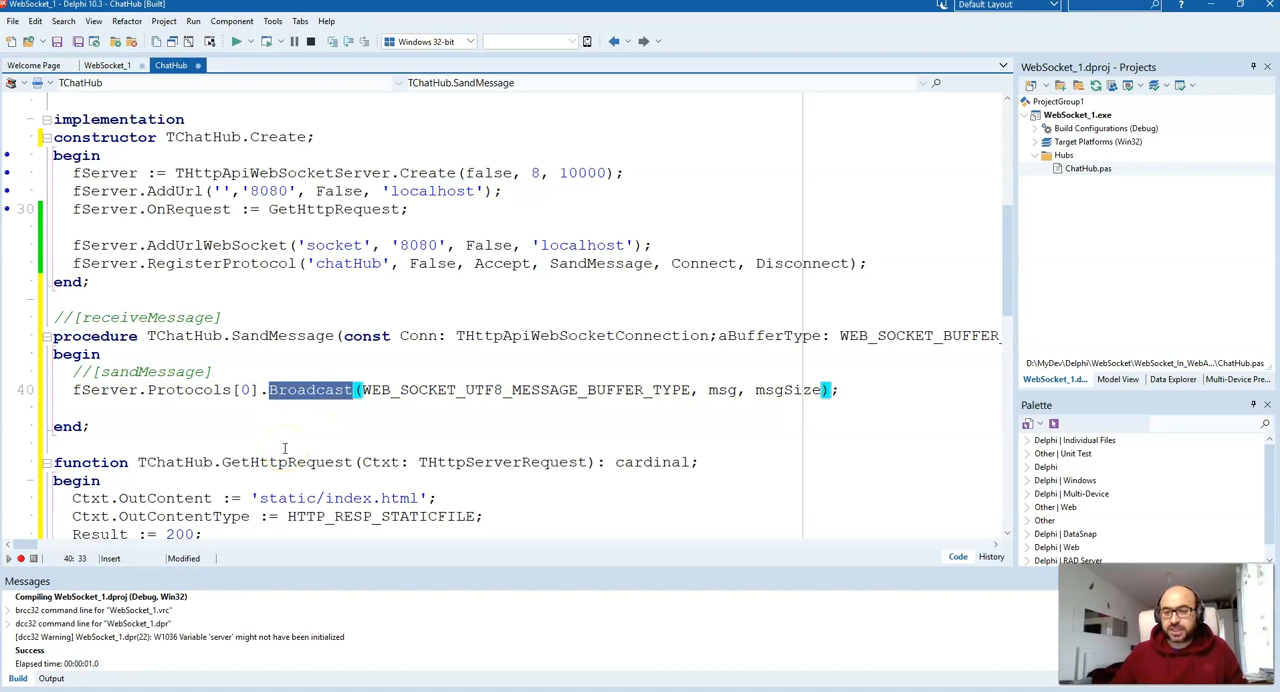 WebSocket_1 - Delphi 10.3 - ChatHub [Built]
Default Layout
File Edit Search View Refactor Project Run Component Tools Tabs Help
Windows 32-bit
Welcome Page WebSocket_1 ChatHub
TChatHub TChatHub.SandMessage
implementation
constructor TChatHub.Create;
begin
fServer := THttpApiWebSocketServer.Create(false, 8, 10000);
fServer.AddUrl('','8080', False, 'localhost');
30 fServer.OnRequest := GetHttpRequest;
fServer.AddUrlWebSocket('socket', '8080', False, 'localhost');
fServer.RegisterProtocol('chatHub', False, Accept, SandMessage, Connect, Disconnect);
end;
//[receiveMessage]
procedure TChatHub.SandMessage(const Conn: THttpApiWebSocketConnection;aBufferType: WEB_SOCKET_BUFFER_
begin
//[sandMessage]
40 fServer.Protocols[0].Broadcast(WEB_SOCKET_UTF8_MESSAGE_BUFFER_TYPE, msg, msgSize);
end;
function TChatHub.GetHttpRequest(Ctxt: THttpServerRequest): cardinal;
begin
Ctxt.OutContent := 'static/index.html';
Ctxt.OutContentType := HTTP_RESP_STATICFILE;
Result := 200;
40: 33 Insert Modified Code History
Messages
Compiling WebSocket_1.dproj (Debug, Win32)
brcc32 command line for "WebSocket_1.vrc"
dcc32 command line for "WebSocket_1.dpr"
[dcc32 Warning] WebSocket_1.dpr(22): W1036 Variable 'server' might not have been initialized
Success
Elapsed time: 00:00:01.0
Build Output
WebSocket_1.dproj - Projects
ProjectGroup1
WebSocket_1.exe
Build Configurations (Debug)
Target Platforms (Win32)
Hubs
ChatHub.pas
D:\MyDev\Delphi\WebSocket\WebSocket_In_WebA...\ChatHub.pas
WebSocket_1.d... Model View Data Explorer Multi-Device Pre...
Palette
Delphi | Individual Files
Other | Unit Test
Delphi
Delphi | Windows
Delphi | Multi-Device
Other | Web
Other
Delphi | DataSnap
Delphi | Web
Delphi | RAD Server